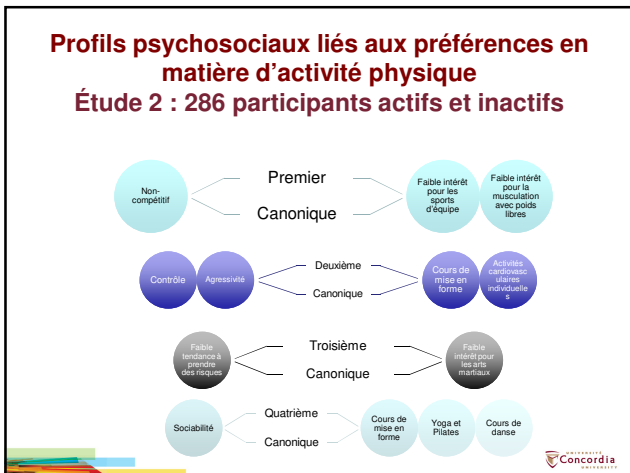 Profils psychosociaux liés aux préférences en
matière d'activité physique
Étude 2 : 286 participants actifs et inactifs
Non-
compétitif
Premier
Canonique
Faible intérêt
pour les
sports
d'équipe
Faible intérêt
pour la
musculation
avec poids
libres
Contrôle
Agressivité
Deuxième
Canonique
Cours de
mise en
forme
Activités
cardiovasc
ulaires
individuelle
s
Faible
tendance à
prendre
des risques
Troisième
Canonique
Faible
intérêt pour
les arts
martiaux
Sociabilité
Quatrième
Canonique
Cours de
mise en
forme
Yoga et
Pilates
Cours de
danse
UNIVERSITÉ
Concordia
UNIVERSITY